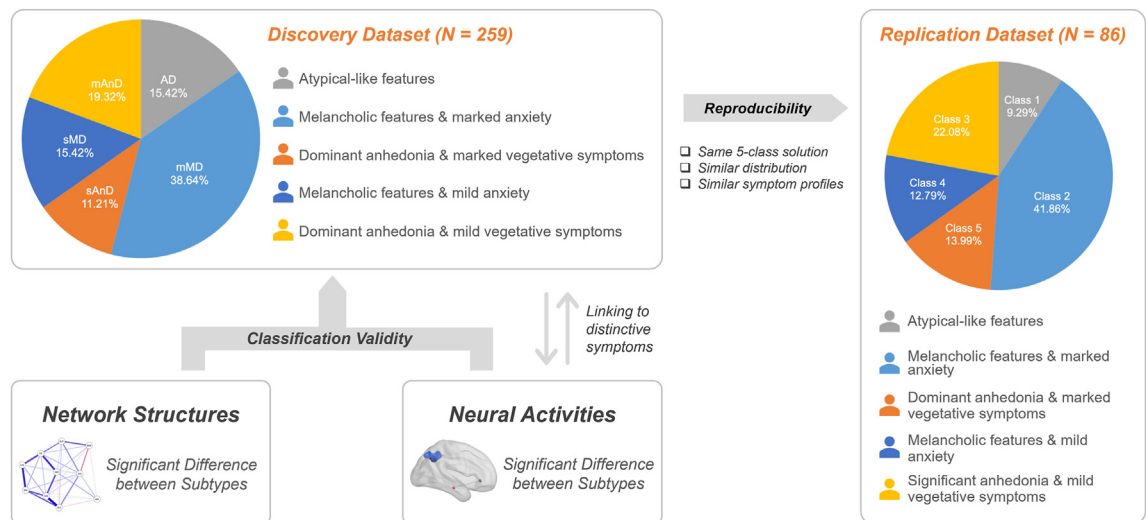 Discovery Dataset (N = 259)
AD
15.42%
mMD
38.64%
sAnD
11.21%
sMD
15.42%
mAnD
19.32%
Atypical-like features
Melancholic features & marked anxiety
Dominant anhedonia & marked vegetative symptoms
Melancholic features & mild anxiety
Dominant anhedonia & mild vegetative symptoms
Reproducibility
Same 5-class solution
Similar distribution
Similar symptom profiles
Replication Dataset (N = 86)
Class 1
9.29%
Class 2
41.86%
Class 5
13.99%
Class 4
12.79%
Class 3
22.08%
Atypical-like features
Melancholic features & marked
anxiety
Dominant anhedonia & marked
vegetative symptoms
Melancholic features & mild
anxiety
Significant anhedonia & mild
vegetative symptoms
Classification Validity
Linking to
distinctive
symptoms
Network Structures
Significant Difference
between Subtypes
Neural Activities
Significant Difference
between Subtypes